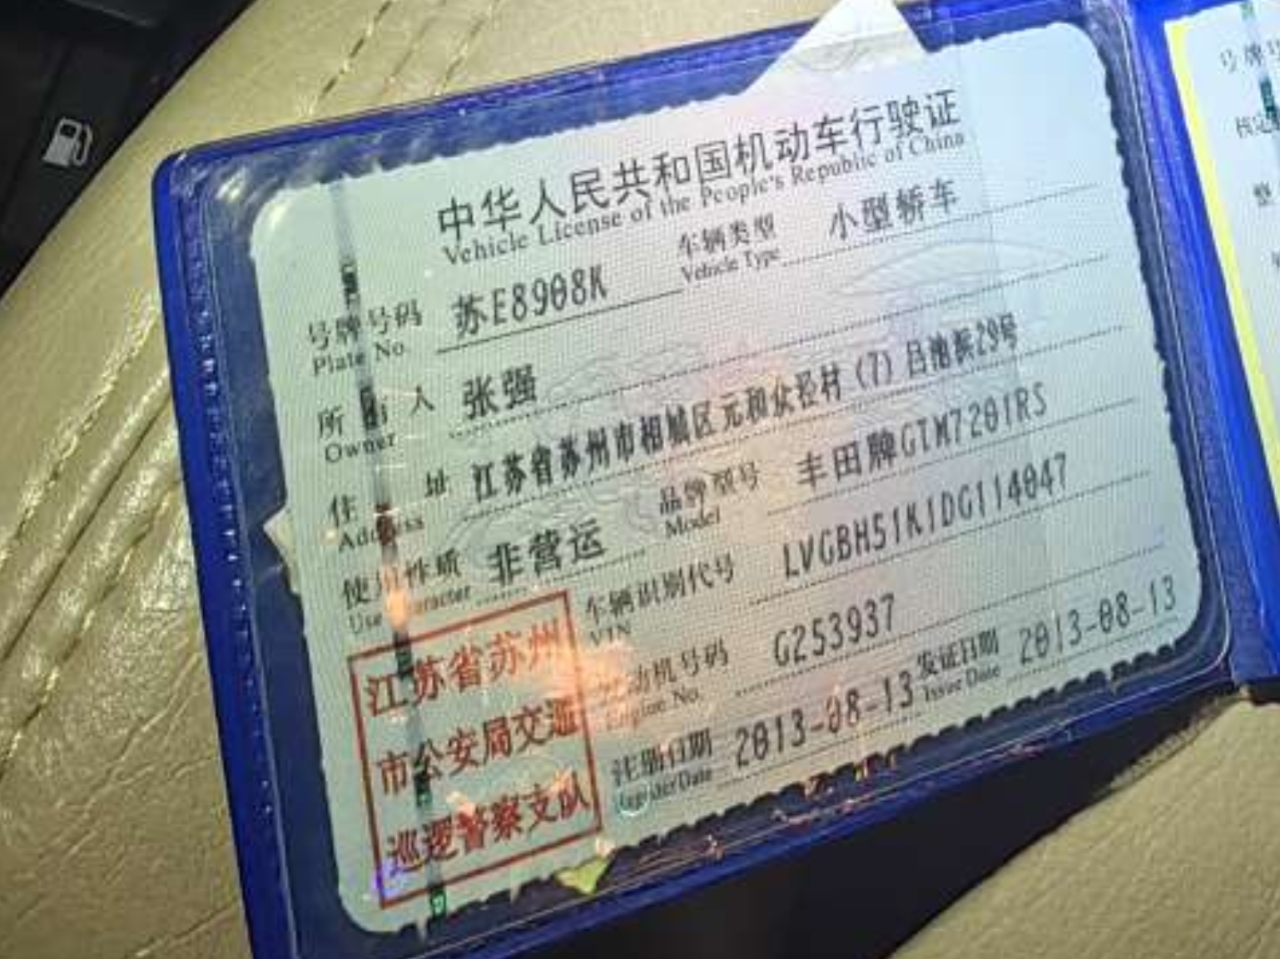 中华人民共和国机动车行驶证
Vehicle License of the People's Republic of China
号牌号码 苏E8908K 车辆类型 小型轿车
Plate No. Vehicle Type
所 人 张强
Owner
住 址 江苏省苏州市相城区元和众泾村(7)吕油浜29号
Address
使用性质 非营运 品牌型号 丰田牌GTM7201RS
Use Character Model
车辆识别代号 LVGBH51K1DG114047
VIN
发动机号码 G253937
Engine No.
注册日期 2013-08-13 发证日期 2013-08-13
Register Date Issue Date
江苏省苏州
市公安局交通
巡逻警察支队
号牌号
核定
整